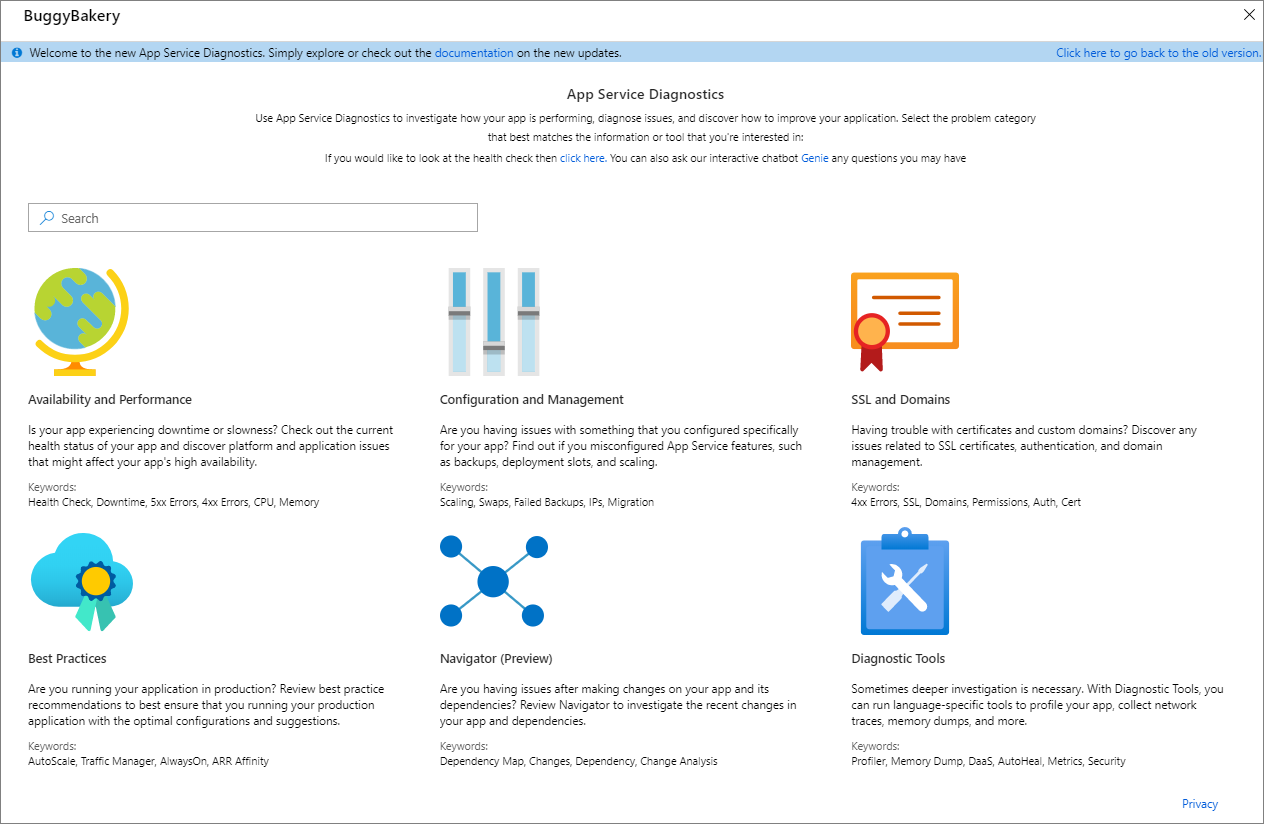 BuggyBakery
Welcome to the new App Service Diagnostics. Simply explore or check out the documentation on the new updates.
Click here to go back to the old version.
App Service Diagnostics
Use App Service Diagnostics to investigate how your app is performing, diagnose issues, and discover how to improve your application. Select the problem category
that best matches the information or tool that you're interested in:
If you would like to look at the health check then click here. You can also ask our interactive chatbot Genie any questions you may have
Search
Availability and Performance
Is your app experiencing downtime or slowness? Check out the current
health status of your app and discover platform and application issues
that might affect your app's high availability.
Keywords:
Health Check, Downtime, 5xx Errors, 4xx Errors, CPU, Memory
Configuration and Management
Are you having issues with something that you configured specifically
for your app? Find out if you misconfigured App Service features, such
as backups, deployment slots, and scaling.
Keywords:
Scaling, Swaps, Failed Backups, IPs, Migration
SSL and Domains
Having trouble with certificates and custom domains? Discover any
issues related to SSL certificates, authentication, and domain
management.
Keywords:
4xx Errors, SSL, Domains, Permissions, Auth, Cert
Best Practices
Are you running your application in production? Review best practice
recommendations to best ensure that you running your production
application with the optimal configurations and suggestions.
Keywords:
AutoScale, Traffic Manager, AlwaysOn, ARR Affinity
Navigator (Preview)
Are you having issues after making changes on your app and its
dependencies? Review Navigator to investigate the recent changes in
your app and dependencies.
Keywords:
Dependency Map, Changes, Dependency, Change Analysis
Diagnostic Tools
Sometimes deeper investigation is necessary. With Diagnostic Tools, you
can run language-specific tools to profile your app, collect network
traces, memory dumps, and more.
Keywords:
Profiler, Memory Dump, DaaS, AutoHeal, Metrics, Security
Privacy